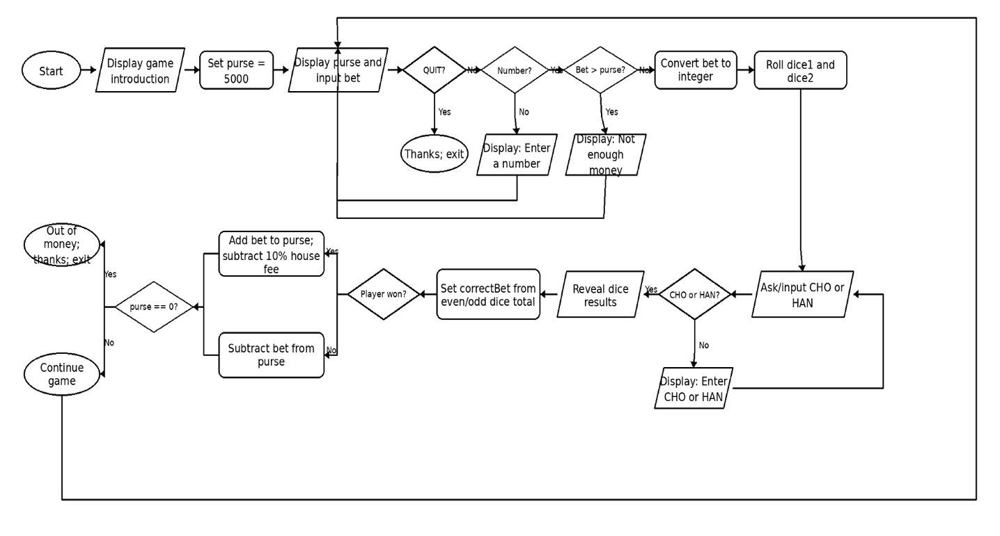 Start
Display game
introduction
Set purse =
5000
Display purse and
input bet
QUIT?
No
Number?
Yes
Bet > purse?
No
Convert bet to
integer
Roll dice1 and
dice2
Yes
No
Yes
Thanks; exit
Display: Enter
a number
Display: Not
enough
money
Out of
money;
thanks; exit
Add bet to purse;
subtract 10% house
fee
Yes
Yes
purse == 0?
Player won?
Set correctBet from
even/odd dice total
Reveal dice
results
Yes
CHO or HAN?
Ask/input CHO or
HAN
No
No
No
Subtract bet from
purse
Continue
game
Display: Enter
CHO or HAN